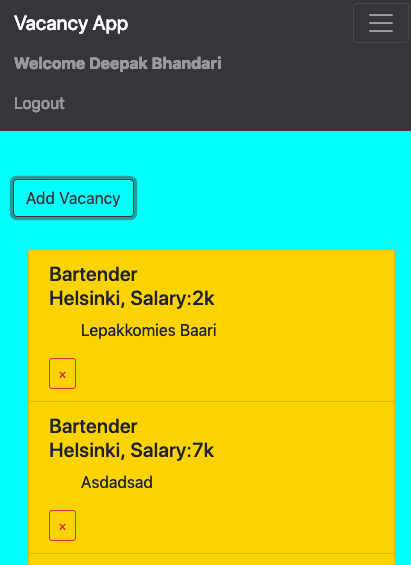 Vacancy App
Welcome Deepak Bhandari
Logout
Add Vacancy
Bartender
Helsinki, Salary:2k
Lepakkomies Baari
×
Bartender
Helsinki, Salary:7k
Asdadsad
×